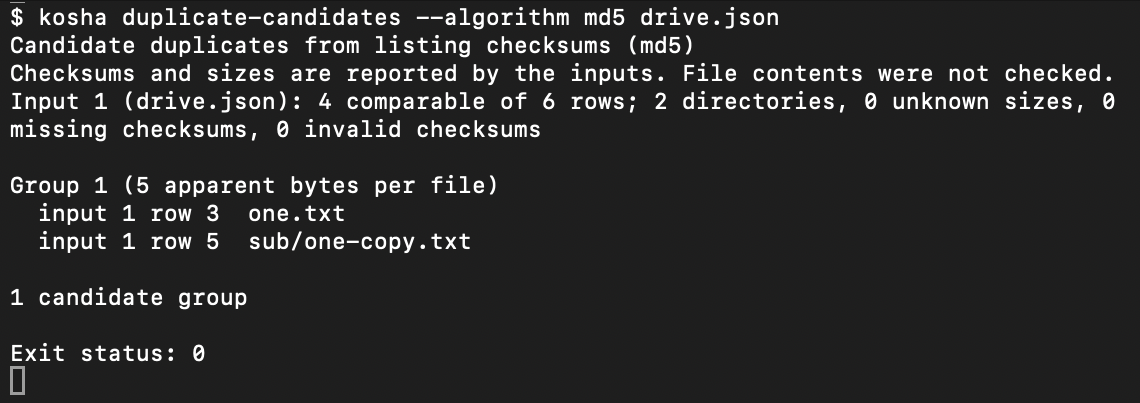 $ kosha duplicate-candidates --algorithm md5 drive.json
Candidate duplicates from listing checksums (md5)
Checksums and sizes are reported by the inputs. File contents were not checked.
Input 1 (drive.json): 4 comparable of 6 rows; 2 directories, 0 unknown sizes, 0
missing checksums, 0 invalid checksums

Group 1 (5 apparent bytes per file)
  input 1 row 3  one.txt
  input 1 row 5  sub/one-copy.txt

1 candidate group

Exit status: 0